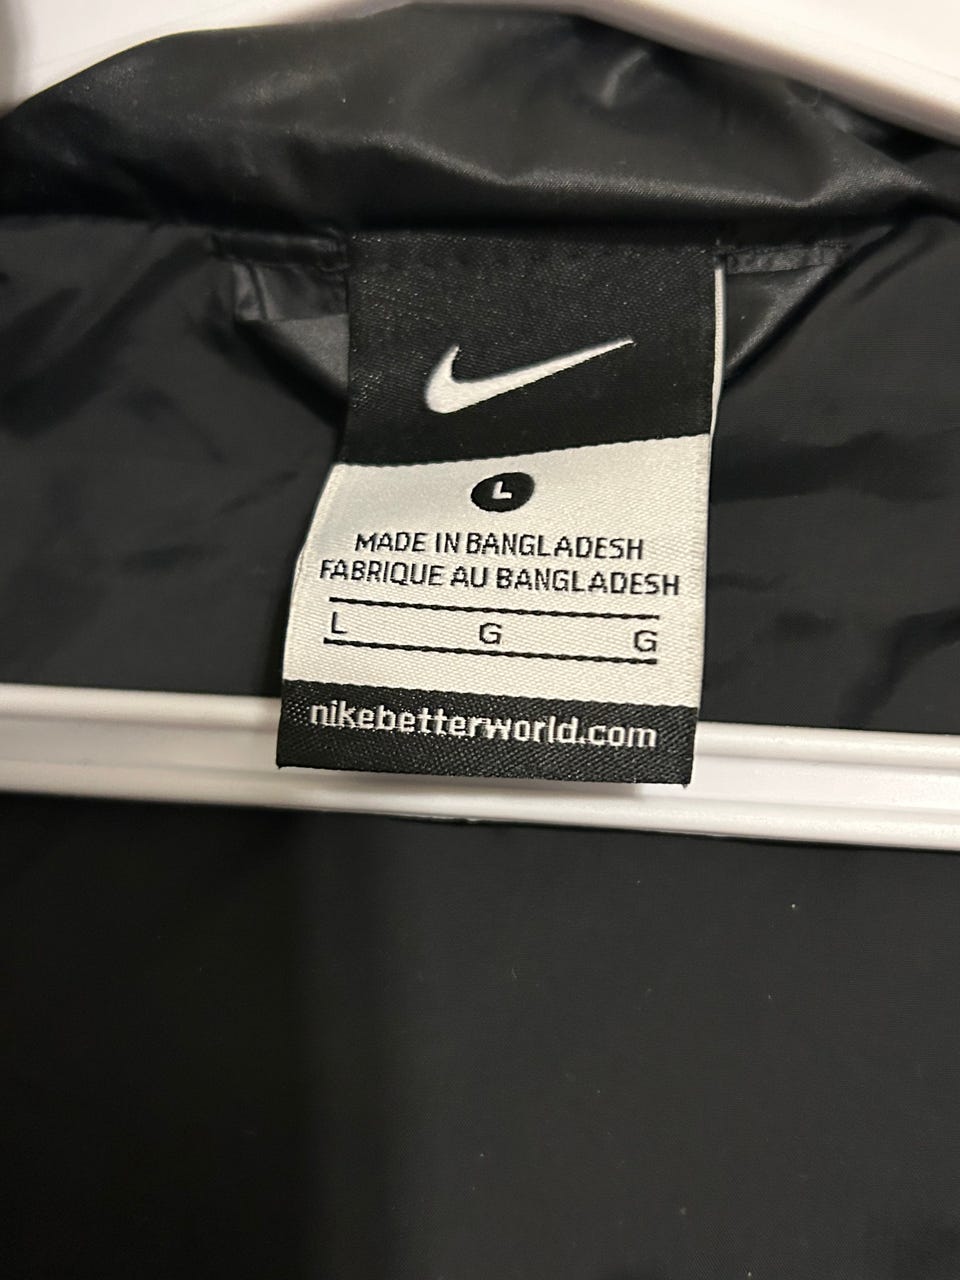 L
MADE IN BANGLADESH
FABRIQUE AU BANGLADESH
L G G
nikebetterworld.com